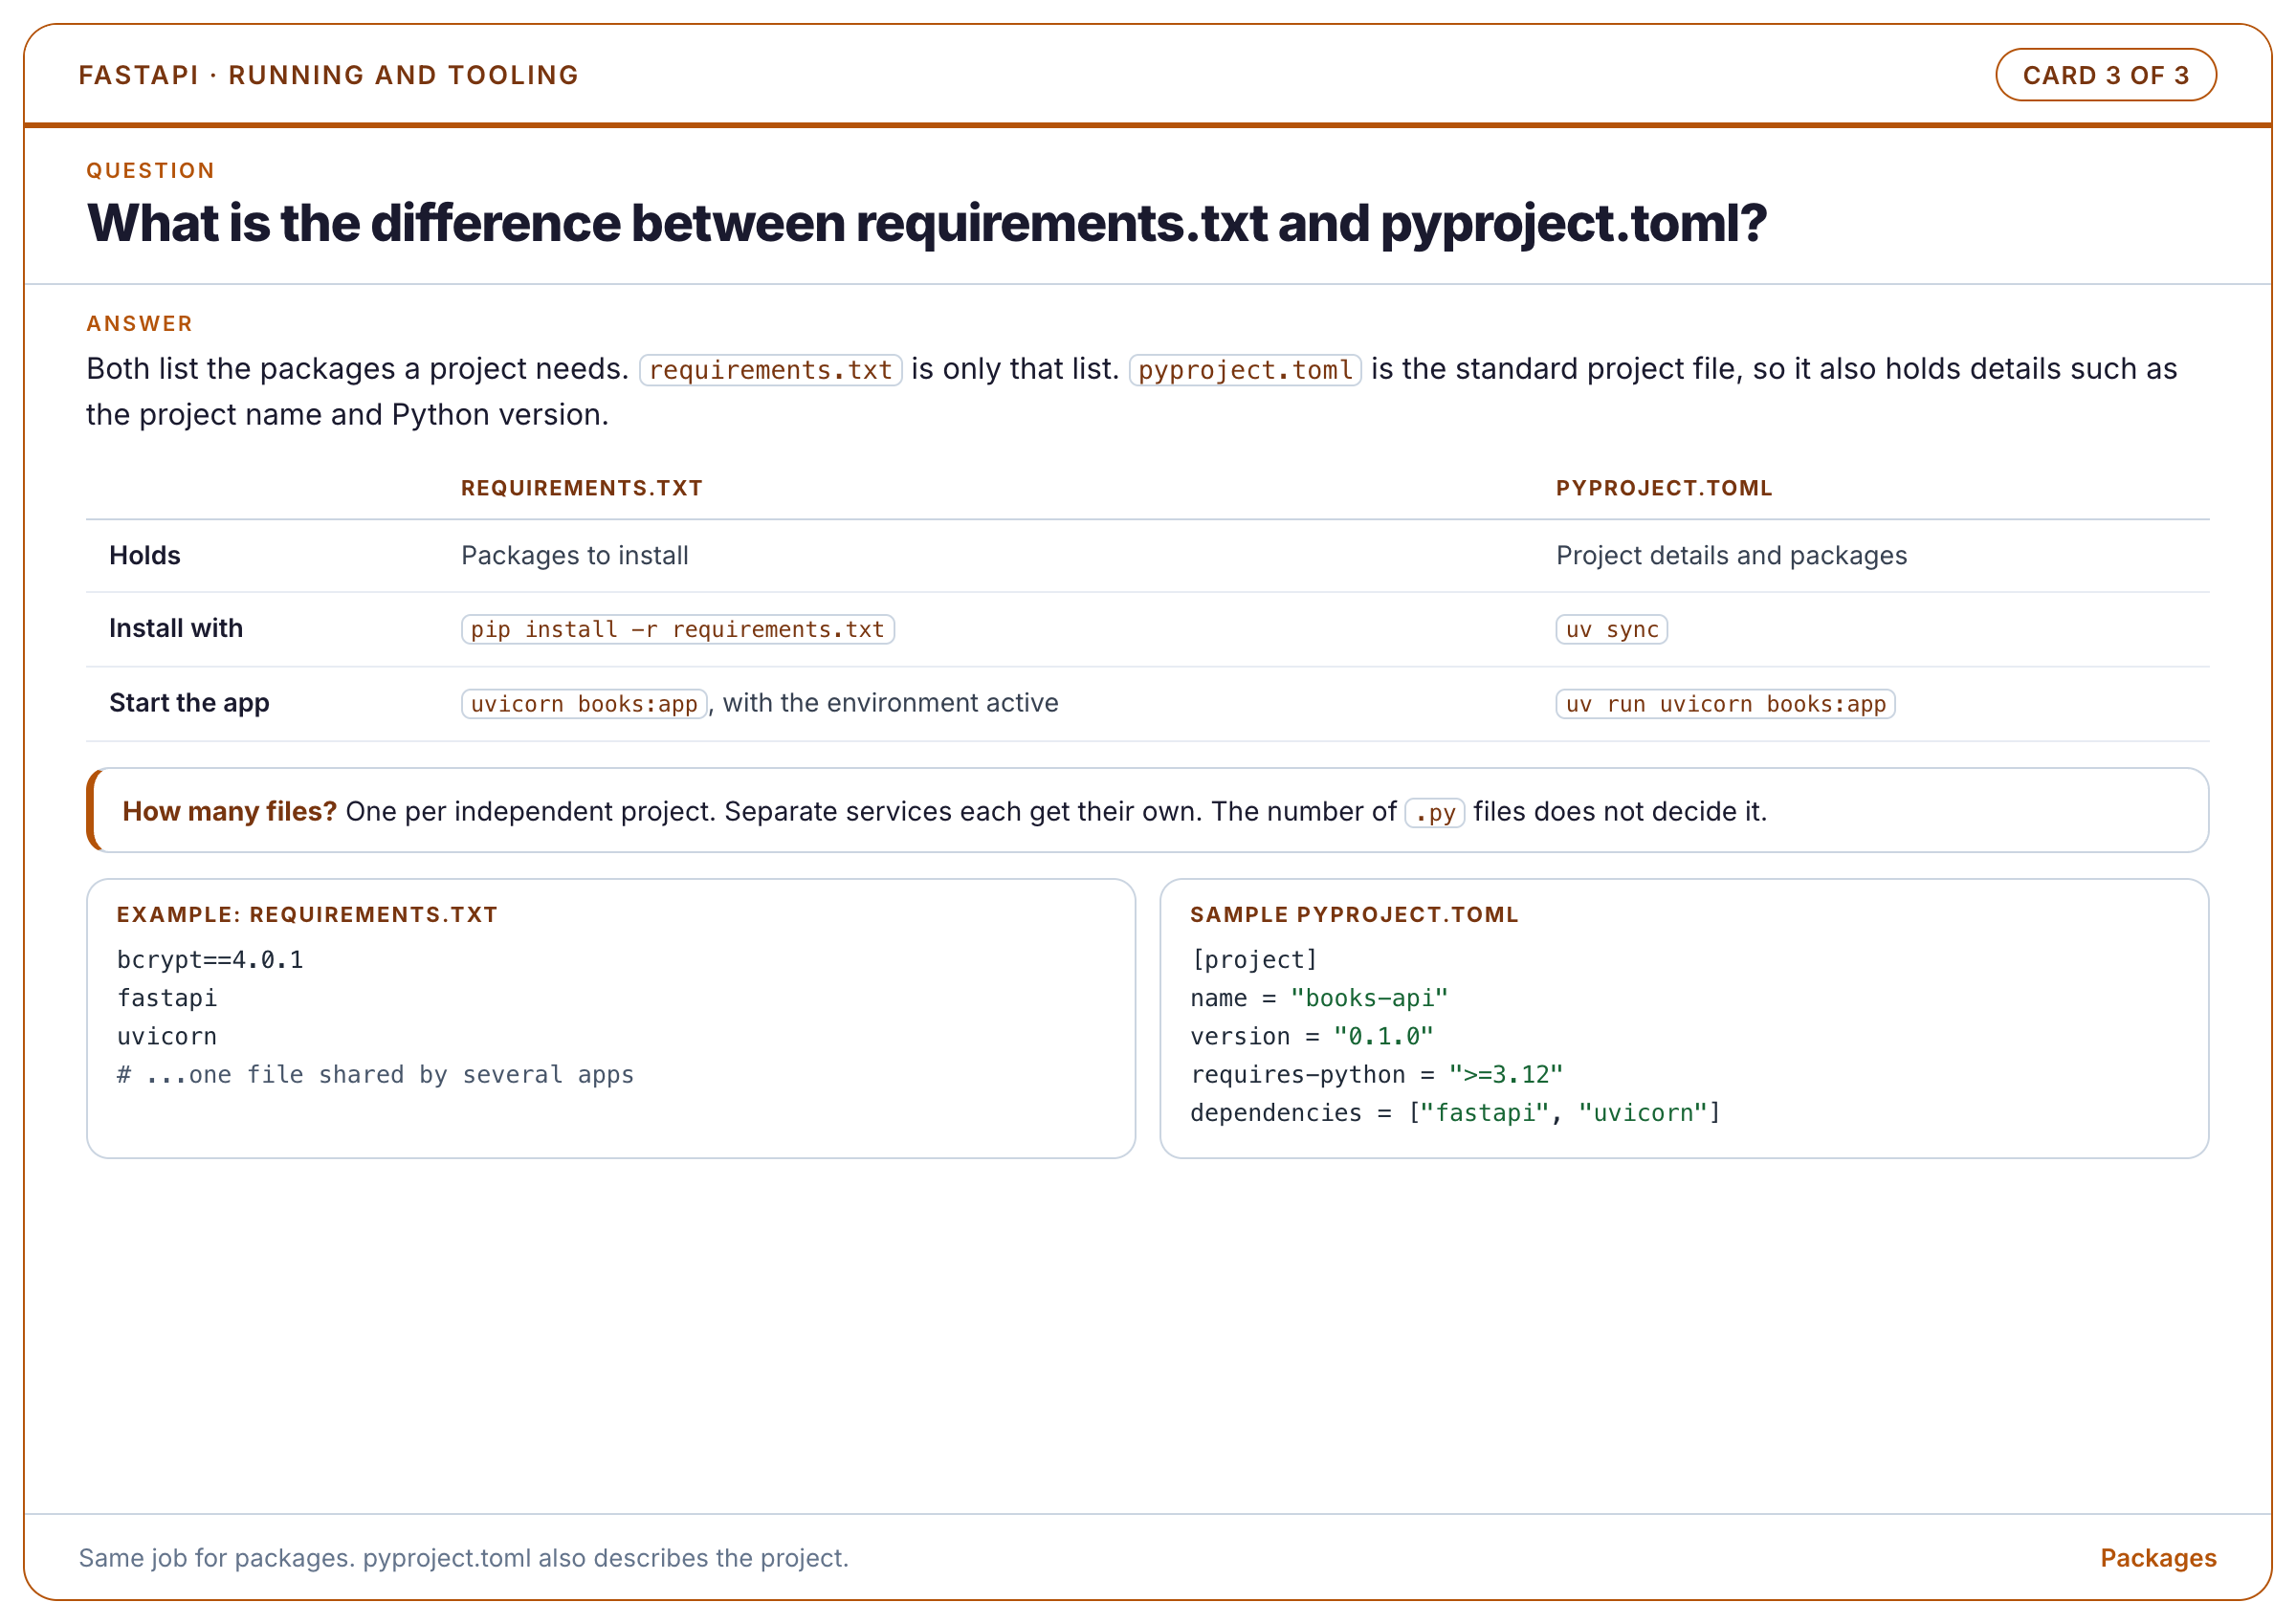 FASTAPI · RUNNING AND TOOLING
CARD 3 OF 3
QUESTION
What is the difference between requirements.txt and pyproject.toml?
ANSWER
Both list the packages a project needs. requirements.txt is only that list. pyproject.toml is the standard project file, so it also holds details such as
the project name and Python version.
REQUIREMENTS.TXT PYPROJECT.TOML
Holds Packages to install Project details and packages
Install with pip install -r requirements.txt uv sync
Start the app uvicorn books:app, with the environment active uv run uvicorn books:app
How many files? One per independent project. Separate services each get their own. The number of .py files does not decide it.
EXAMPLE: REQUIREMENTS.TXT
bcrypt==4.0.1
fastapi
uvicorn
# ...one file shared by several apps
SAMPLE PYPROJECT.TOML
[project]
name = "books-api"
version = "0.1.0"
requires-python = ">=3.12"
dependencies = ["fastapi", "uvicorn"]
Same job for packages. pyproject.toml also describes the project.
Packages